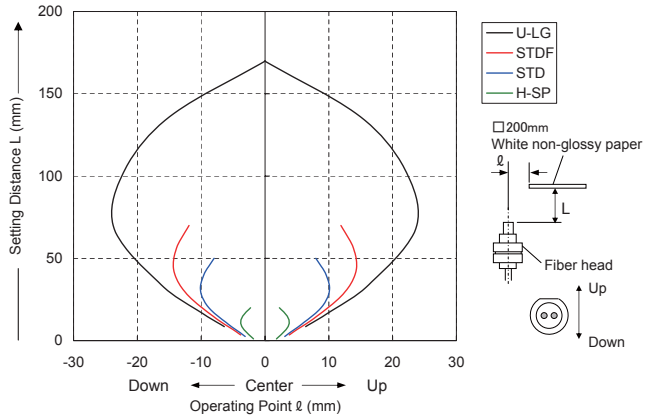 200
150
100
50
0
Setting Distance L (mm)
-30 -20 -10 0 10 20 30
Down Center Up
Operating Point ℓ (mm)
U-LG
STDF
STD
H-SP
□200mm
White non-glossy paper
ℓ
L
Fiber head
Up
Down